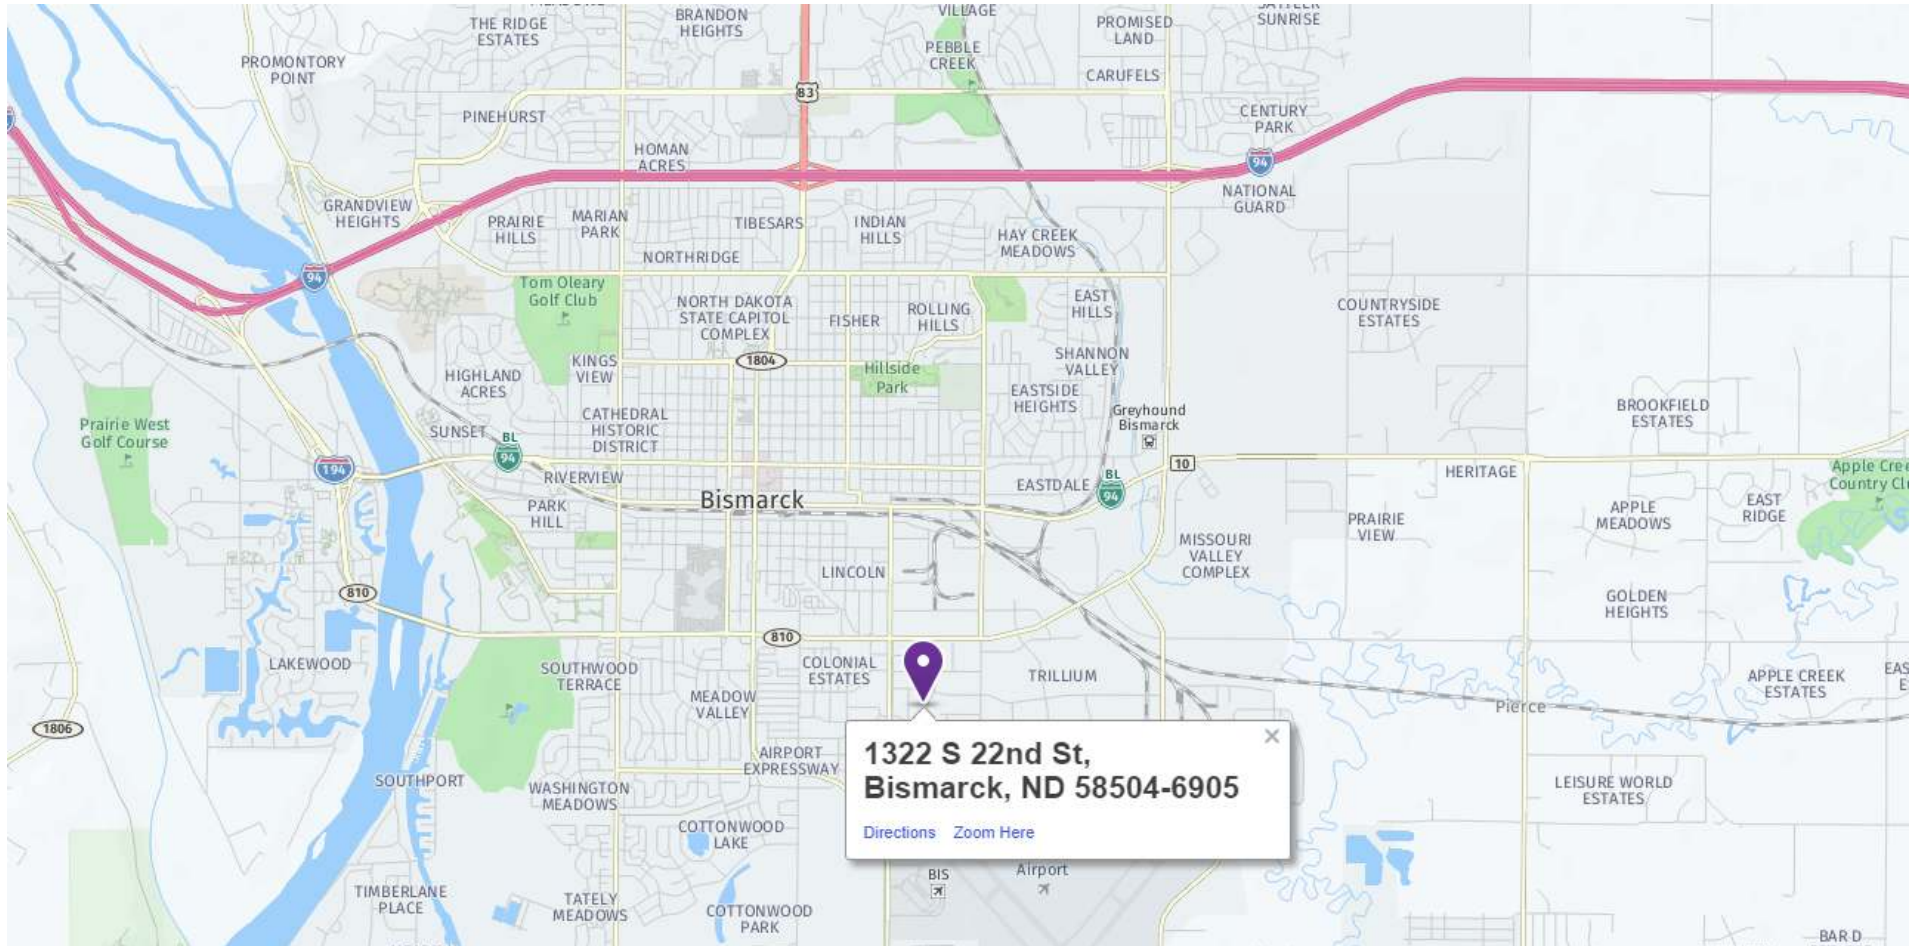 THE RIDGE
ESTATES
BRANDON
HEIGHTS
VILLAGE
PROMISED
LAND
SUNRISE
PROMONTORY
POINT
PEBBLE
CREEK
CARUFELS
83
PINEHURST
CENTURY
PARK
HOMAN
ACRES
94
NATIONAL
GUARD
GRANDVIEW
HEIGHTS
PRAIRIE
HILLS
MARIAN
PARK
TIBESARS
INDIAN
HILLS
HAY CREEK
MEADOWS
NORTHRIDGE
94
Tom Oleary
Golf Club
NORTH DAKOTA
STATE CAPITOL
COMPLEX
FISHER
ROLLING
HILLS
EAST
HILLS
COUNTRYSIDE
ESTATES
KINGS
VIEW
1804
Hillside
Park
SHANNON
VALLEY
HIGHLAND
ACRES
EASTSIDE
HEIGHTS
Prairie West
Golf Course
SUNSET
CATHEDRAL
HISTORIC
DISTRICT
Greyhound
Bismarck
BROOKFIELD
ESTATES
BL
94
194
RIVERVIEW
10
HERITAGE
Apple Cree
Country Cl
PARK
HILL
Bismarck
EASTDALE
BL
94
APPLE
MEADOWS
EAST
RIDGE
PRAIRIE
VIEW
MISSOURI
VALLEY
COMPLEX
LINCOLN
810
GOLDEN
HEIGHTS
810
LAKEWOOD
SOUTHWOOD
TERRACE
COLONIAL
ESTATES
TRILLIUM
APPLE CREEK
ESTATES
EAS
E
MEADOW
VALLEY
Pierce
1806
1322 S 22nd St,
Bismarck, ND 58504-6905
Directions Zoom Here
AIRPORT
EXPRESSWAY
SOUTHPORT
WASHINGTON
MEADOWS
LEISURE WORLD
ESTATES
COTTONWOOD
LAKE
BIS
Airport
TIMBERLANE
PLACE
TATELY
MEADOWS
COTTONWOOD
PARK
BAR D